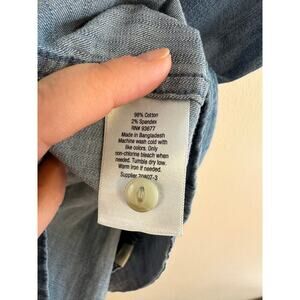 98% Cotton
2% Spandex
RN# 93677
Made in Bangladesh
Machine wash cold with
like colors. Only
non-chlorine bleach when
needed. Tumble dry low.
Warm Iron if needed.
Supplier